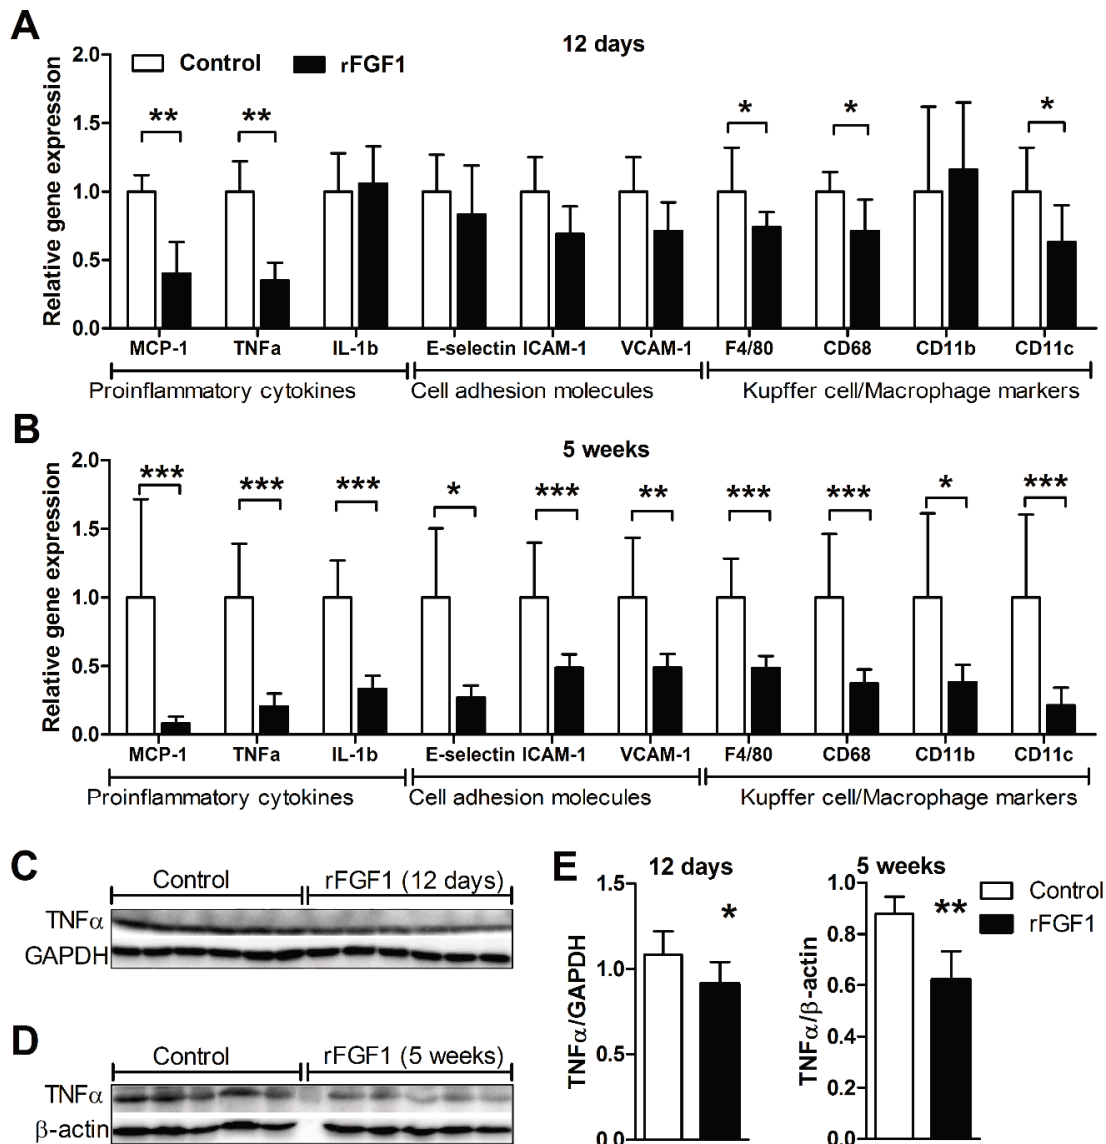 A
12 days
2.0
Control
rFGF1
1.5
1.0
0.5
0.0
Relative gene expression
** ** * * *
MCP-1 TNFa IL-1b E-selectin ICAM-1 VCAM-1 F4/80 CD68 CD11b CD11c
Proinflammatory cytokines Cell adhesion molecules Kupffer cell/Macrophage markers
B
5 weeks
2.0
1.5
1.0
0.5
0.0
Relative gene expression
*** *** *** * *** ** *** *** * ***
MCP-1 TNFa IL-1b E-selectin ICAM-1 VCAM-1 F4/80 CD68 CD11b CD11c
Proinflammatory cytokines Cell adhesion molecules Kupffer cell/Macrophage markers
C
Control rFGF1 (12 days)
TNFα
GAPDH
D
Control rFGF1 (5 weeks)
TNFα
β-actin
E
12 days
1.5
1.0
0.5
0.0
TNFα/GAPDH
*
5 weeks
1.0
0.8
0.6
0.4
0.2
0.0
TNFα/β-actin
**
Control
rFGF1